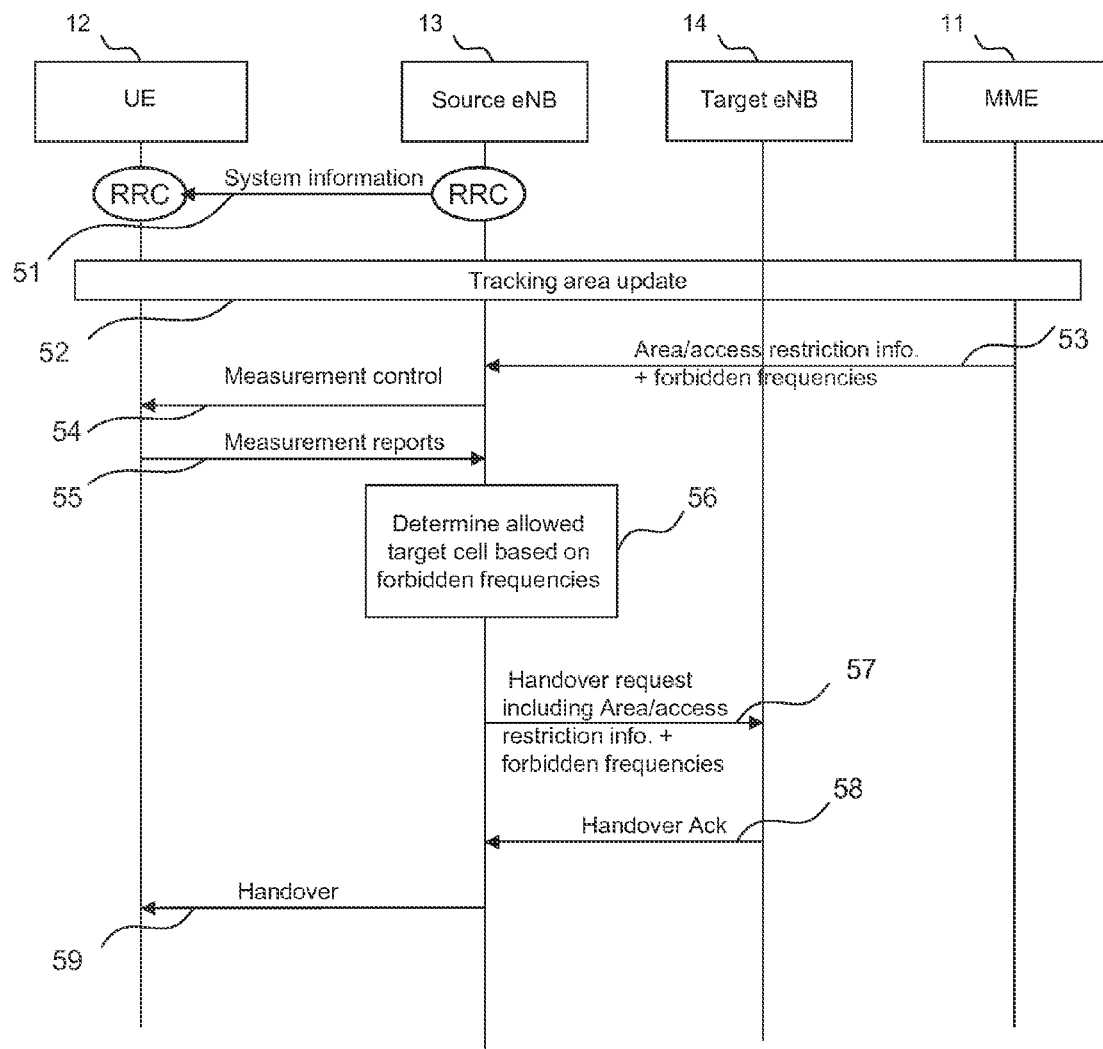 12
13
14
11
UE
Source eNB
Target eNB
MME
System information
RRC
RRC
51
Tracking area update
52
53
Area/access restriction info.
+ forbidden frequencies
Measurement control
54
Measurement reports
55
56
Determine allowed
target cell based on
forbidden frequencies
57
Handover request
including Area/access
restriction info. +
forbidden frequencies
58
Handover Ack
Handover
59